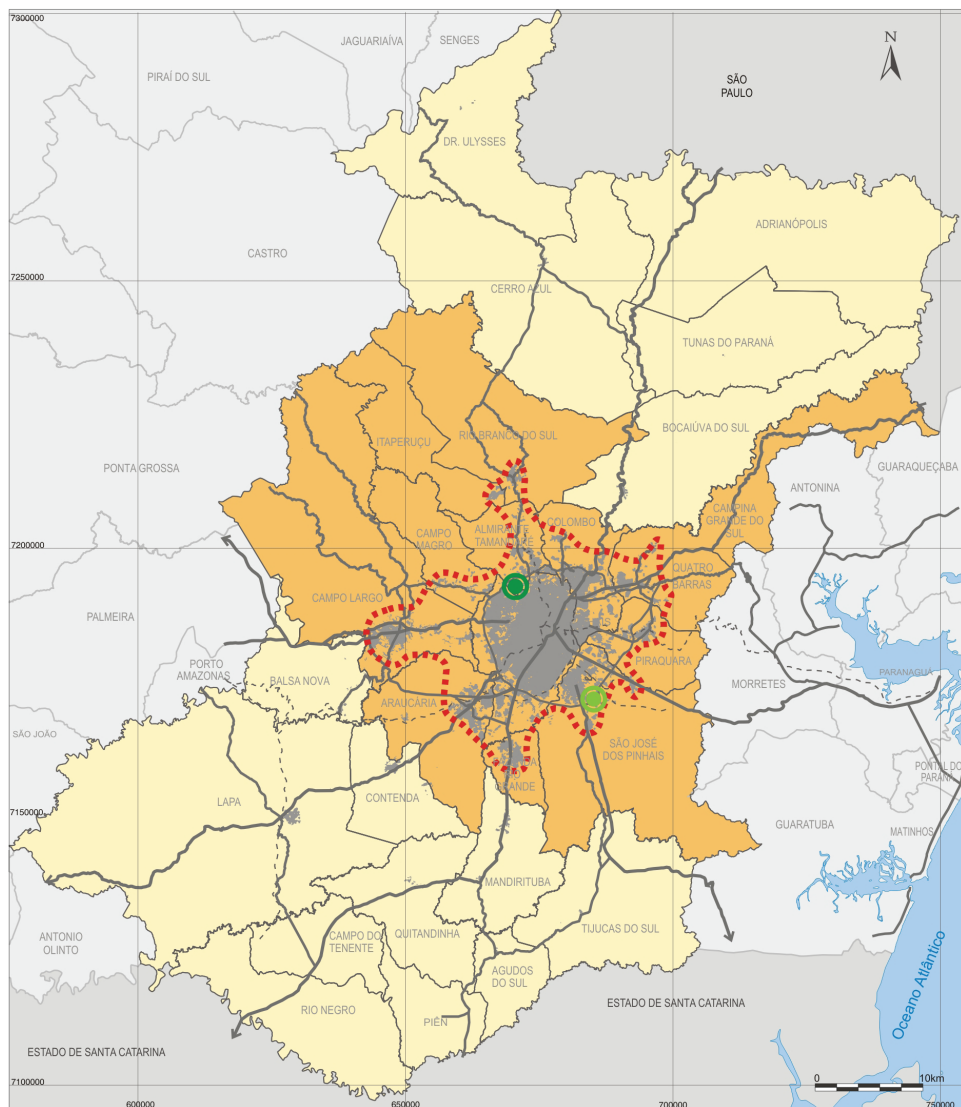 7300000
JAGUARIAÍVA
SENGES
N
PIRAÍ DO SUL
SÃO
PAULO
DR. ULYSSES
ADRIANÓPOLIS
CASTRO
7250000
CERRO AZUL
TUNAS DO PARANÁ
BOCAIÚVA DO SUL
ITAPERUÇU
RIO BRANCO DO SUL
PONTA GROSSA
GUARAQUEÇABA
ANTONINA
CAMPINA
GRANDE DO
SUL
COLOMBO
CAMPO
MAGRO
ALMIRANTE
TAMANDARÉ
7200000
QUATRO
BARRAS
CAMPO LARGO
PALMEIRA
PORTO
AMAZONAS
BALSA NOVA
PIRAQUARA
MORRETES
PARANAGUÁ
ARAUCÁRIA
SÃO JOÃO
SÃO JOSÉ
DOS PINHAIS
GRANDE
PONTAL DO
PARANÁ
LAPA
CONTENDA
7150000
GUARATUBA
MATINHOS
MANDIRITUBA
ANTONIO
OLINTO
CAMPO DO
TENENTE
QUITANDINHA
TIJUCAS DO SUL
AGUDOS
DO SUL
RIO NEGRO
PIÊN
ESTADO DE SANTA CATARINA
Oceano Atlântico
ESTADO DE SANTA CATARINA
0
10km
7100000
600000
650000
700000
750000